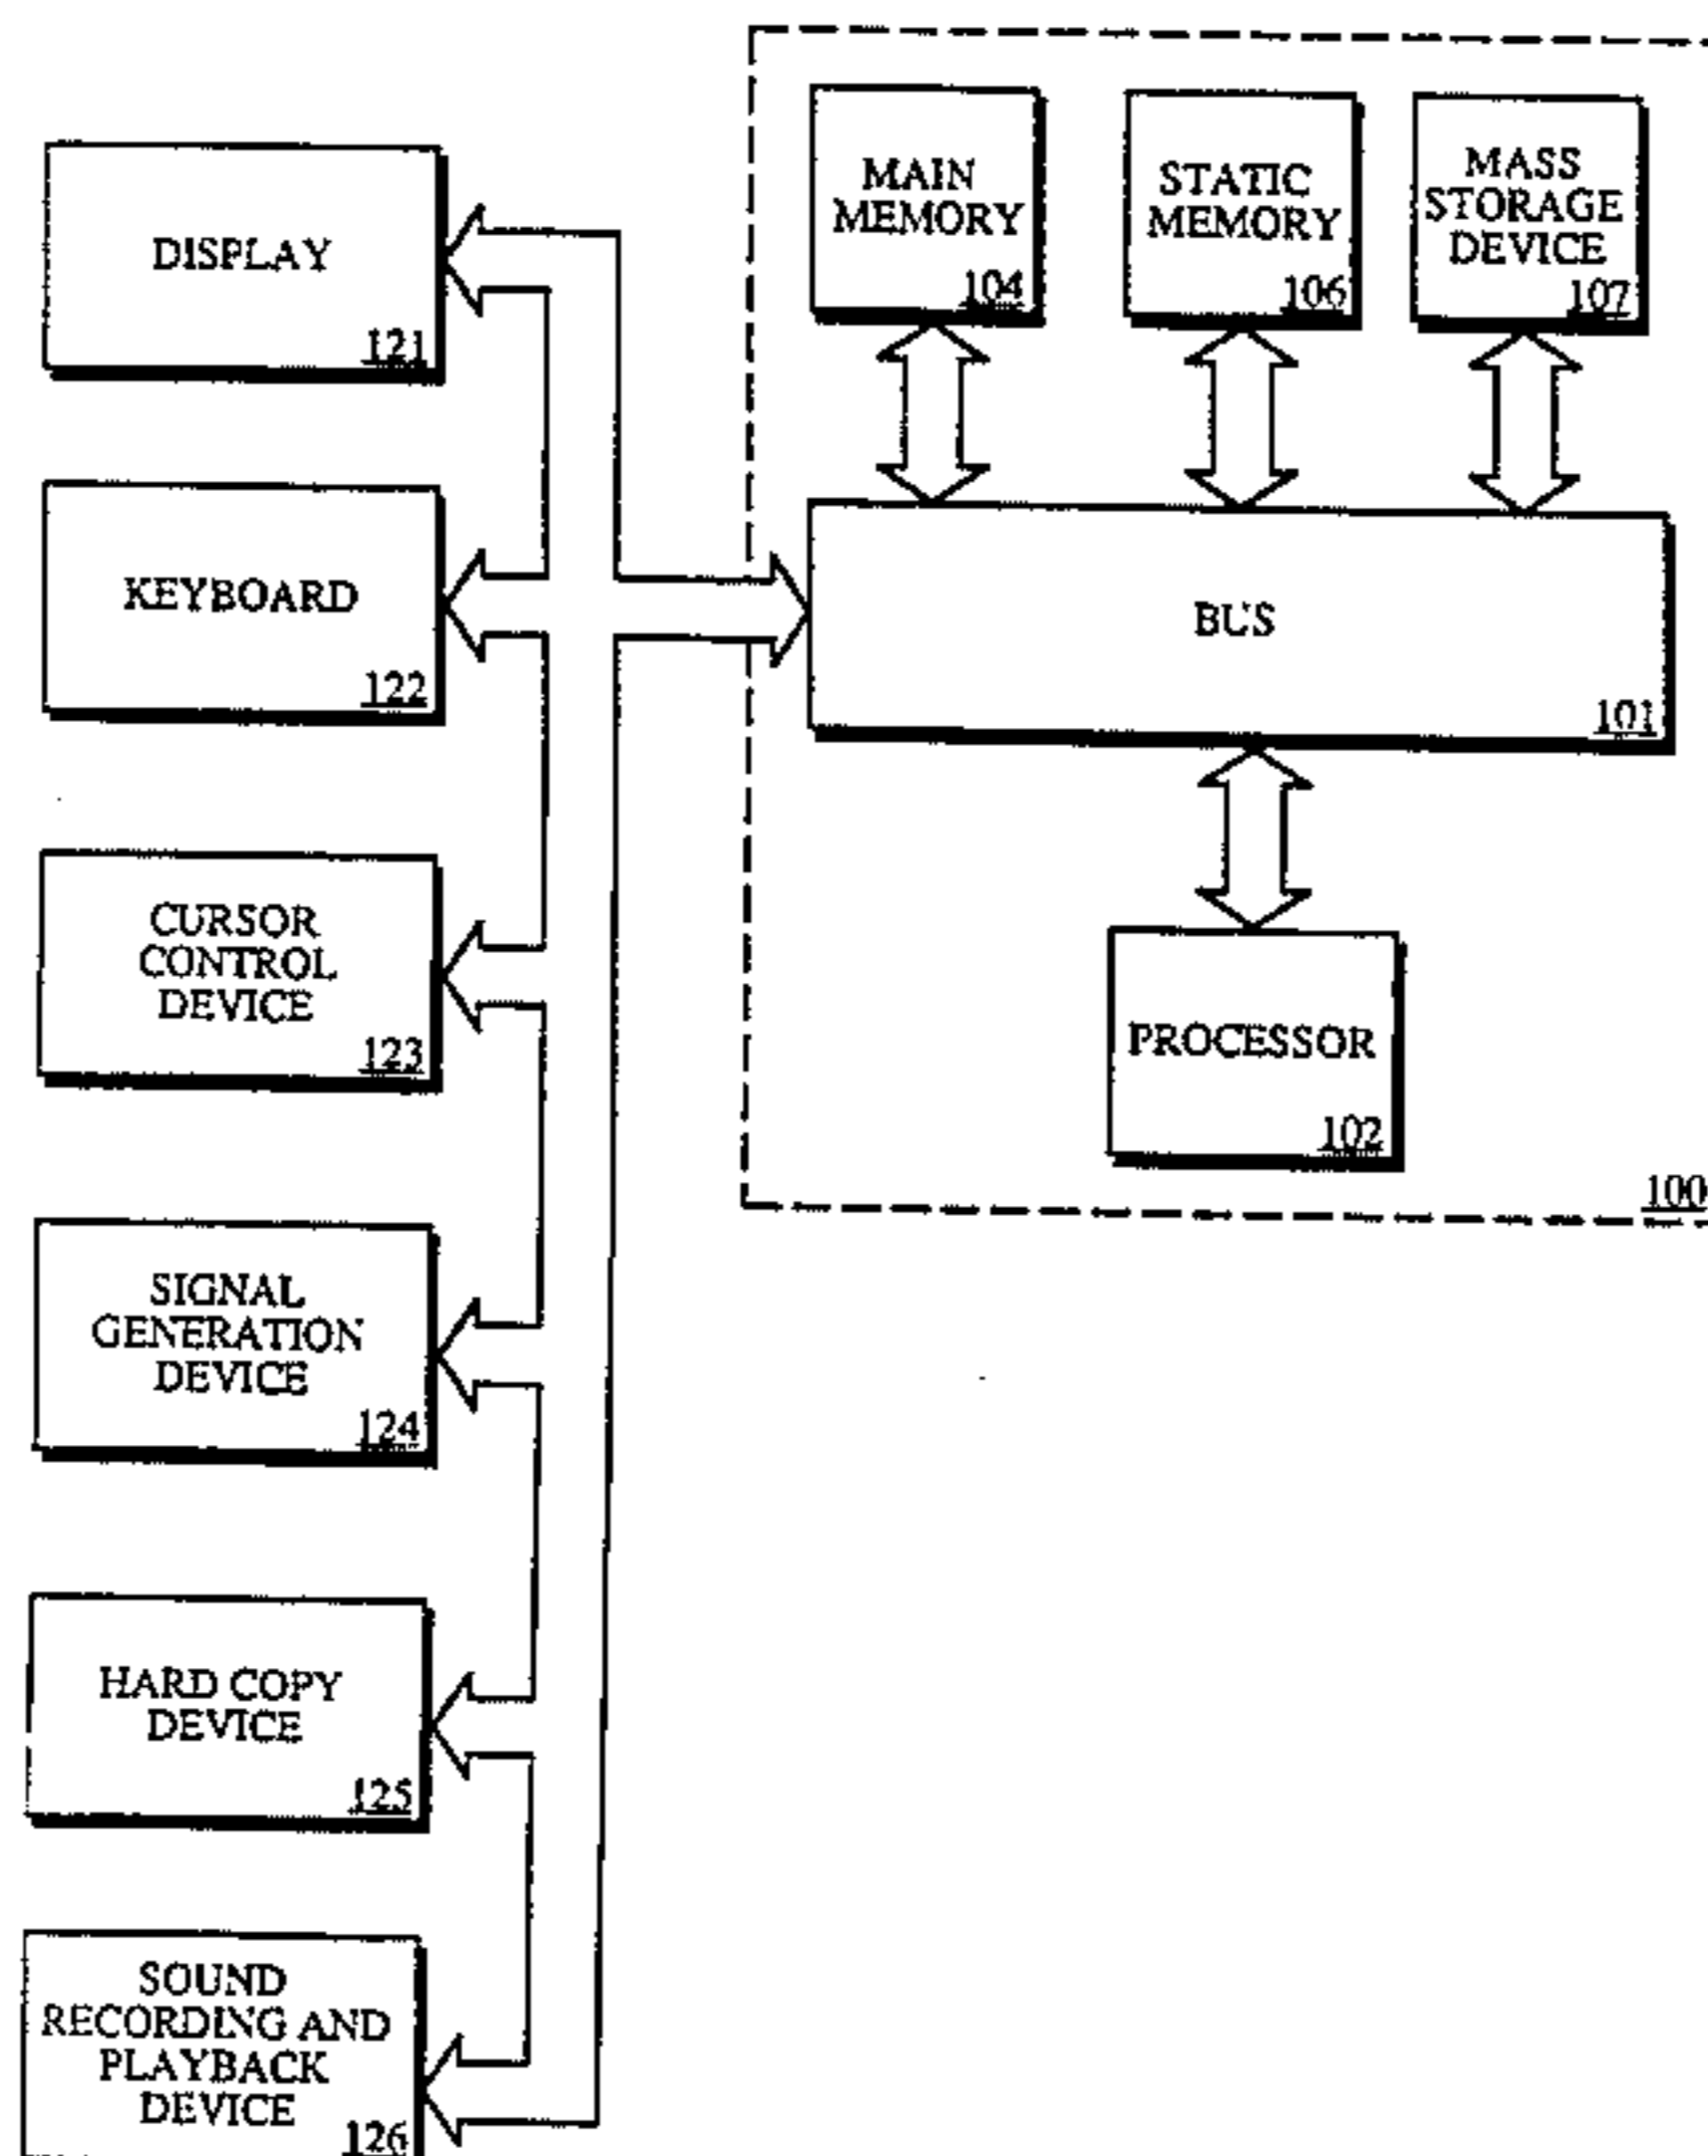 DISPLAY
121
KEYBOARD
122
CURSOR
CONTROL
DEVICE
123
SIGNAL
GENERATION
DEVICE
124
HARD COPY
DEVICE
125
SOUND
RECORDING AND
PLAYBACK
DEVICE
126
MAIN
MEMORY
104
STATIC
MEMORY
106
MASS
STORAGE
DEVICE
107
BUS
101
PROCESSOR
102
100